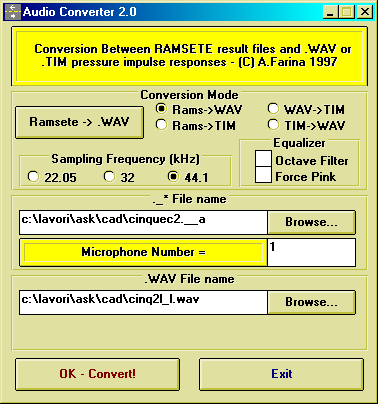 Audio Converter 2.0
Conversion Between RAMSETE result files and .WAV or
.TIM pressure impulse responses - (C) A.Farina 1997
Conversion Mode
Ramsete -> .WAV
Rams->WAV
WAV->TIM
Rams->TIM
TIM->WAV
Equalizer
Octave Filter
Force Pink
Sampling Frequency (kHz)
22.05
32
44.1
._* File name
c:\lavori\ask\cad\cinquec2.__a
Browse...
Microphone Number =
1
.WAV File name
c:\lavori\ask\cad\cinq2l_l.wav
Browse...
OK - Convert!
Exit